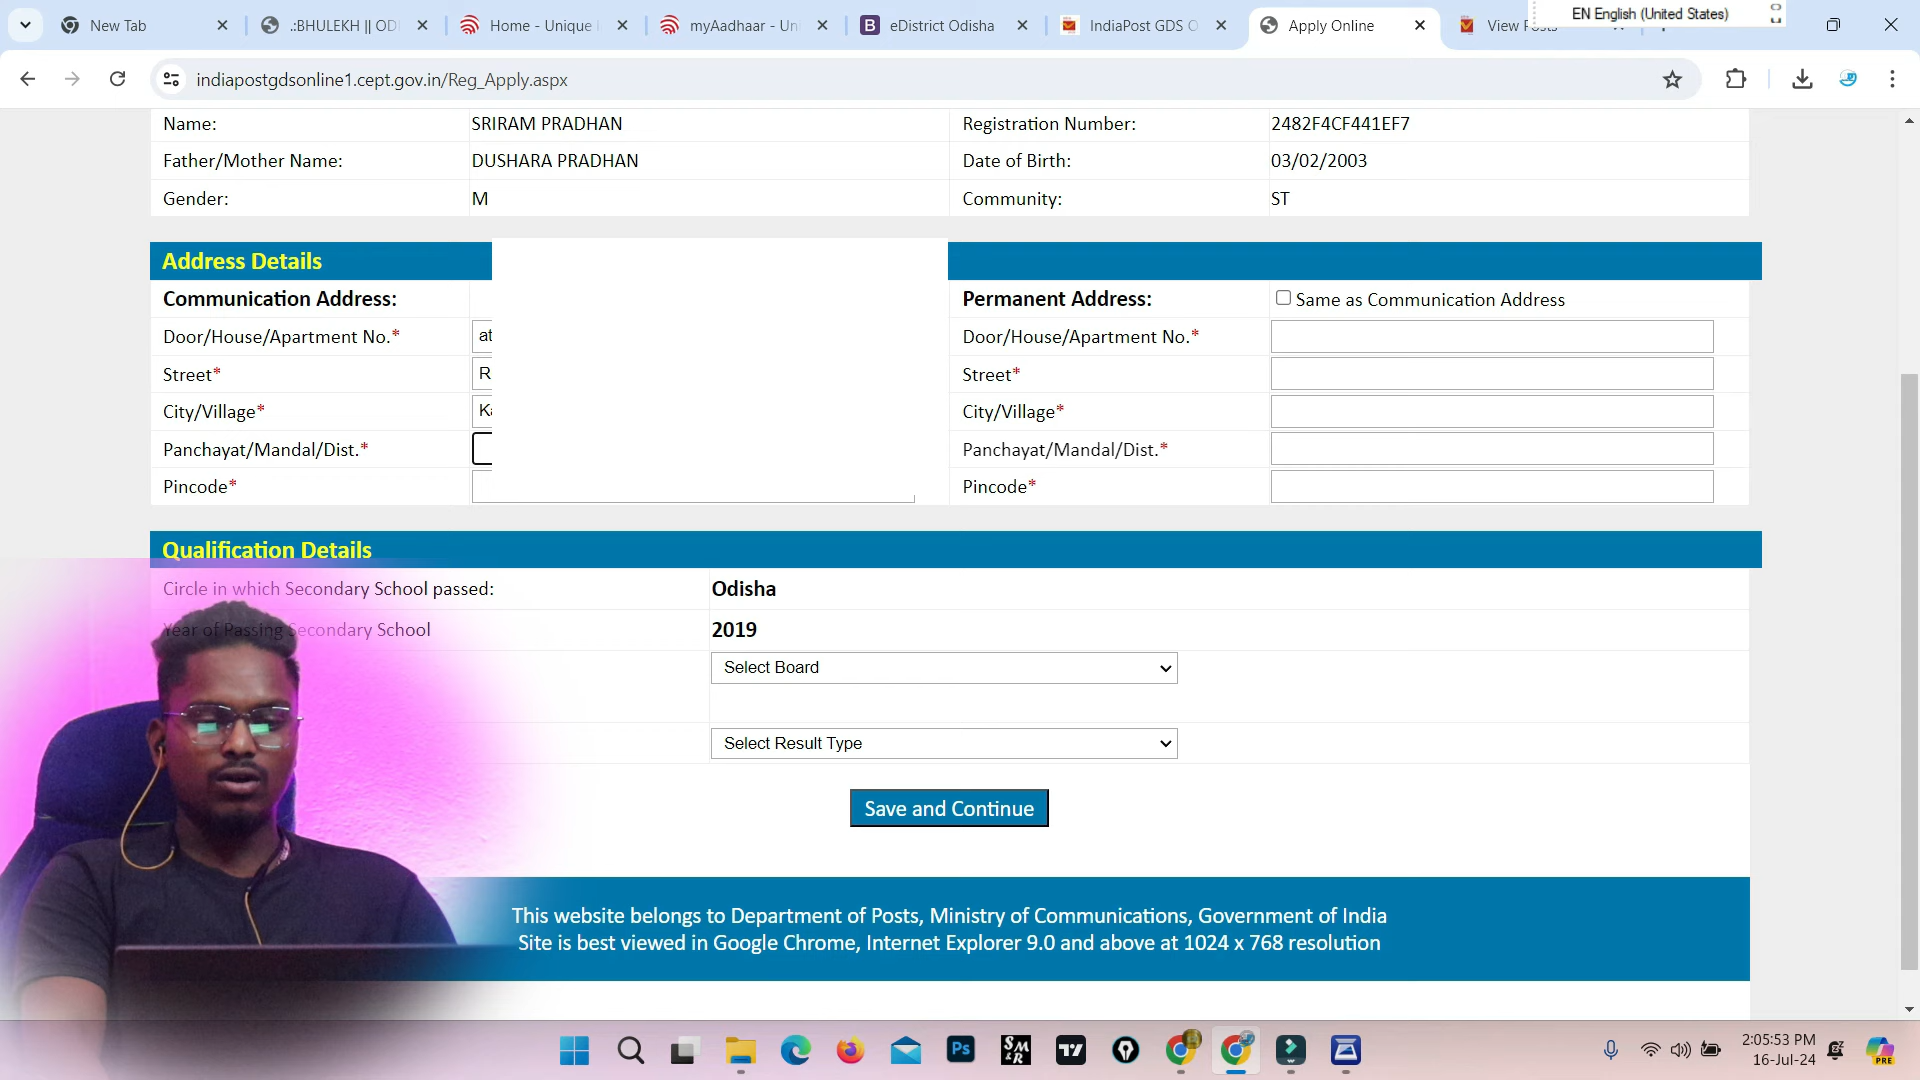 New Tab
.:BHULEKH || OD
Home - Unique
myAadhaar - Un
eDistrict Odisha
IndiaPost GDS O
Apply Online
View
EN English (United States)
indiapostgdsonline1.cept.gov.in/Reg_Apply.aspx
Name: SRIRAM PRADHAN Registration Number: 2482F4CF441EF7
Father/Mother Name: DUSHARA PRADHAN Date of Birth: 03/02/2003
Gender: M Community: ST
Address Details
Communication Address: Permanent Address: Same as Communication Address
Door/House/Apartment No.* at Door/House/Apartment No.*
Street* R Street*
City/Village* Ka City/Village*
Panchayat/Mandal/Dist.* Panchayat/Mandal/Dist.*
Pincode* Pincode*
Qualification Details
Circle in which Secondary School passed: Odisha
Year of Passing Secondary School 2019
Select Board
Select Result Type
Save and Continue
This website belongs to Department of Posts, Ministry of Communications, Government of India
Site is best viewed in Google Chrome, Internet Explorer 9.0 and above at 1024 x 768 resolution
Ps
SM
&R
PRE
2:05:53 PM
16-Jul-24